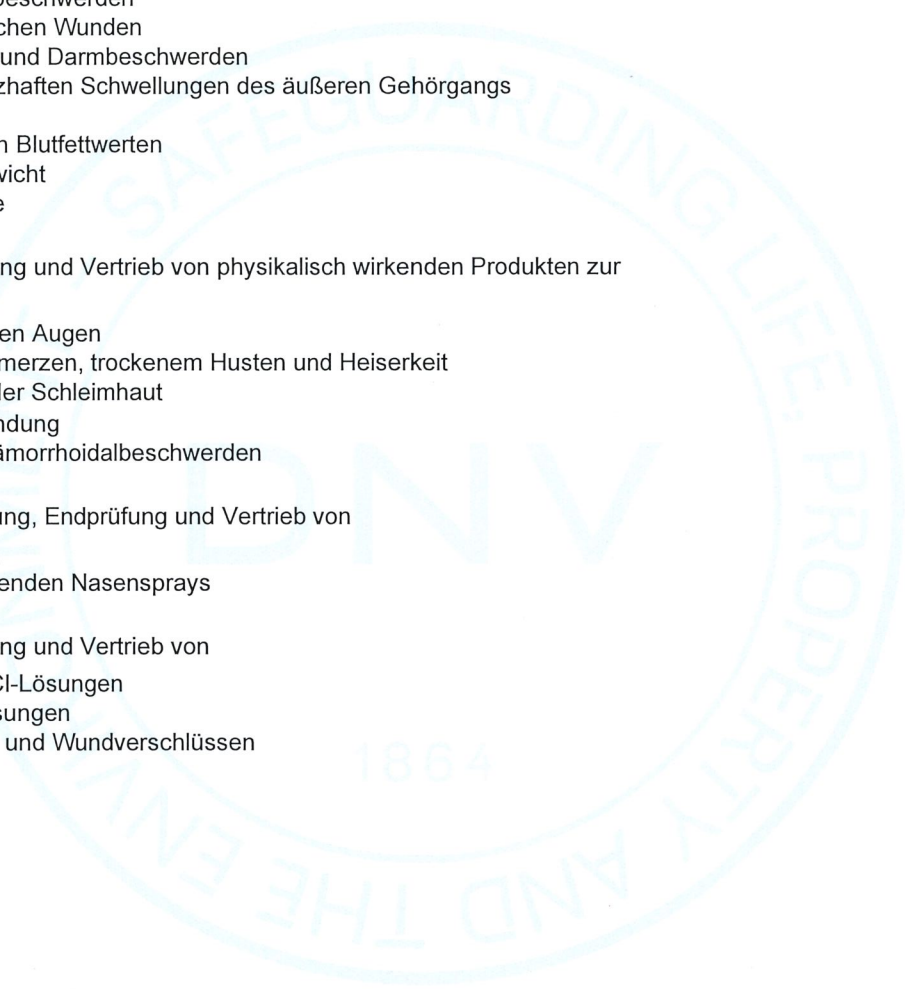 chen Wunden
und Darmbeschwerden
zhaften Schwellungen des äußeren Gehörgangs
n Blutfettwerten
wicht
e
ng und Vertrieb von physikalisch wirkenden Produkten zur
en Augen
merzen, trockenem Husten und Heiserkeit
der Schleimhaut
ndung
ämorrhoidalbeschwerden
ung, Endprüfung und Vertrieb von
enden Nasensprays
ng und Vertrieb von
Cl-Lösungen
sungen
und Wundverschlüssen
SAFEGUARDING LIFE, PROPERTY AND THE ENVIRONMENT
DNV
1864